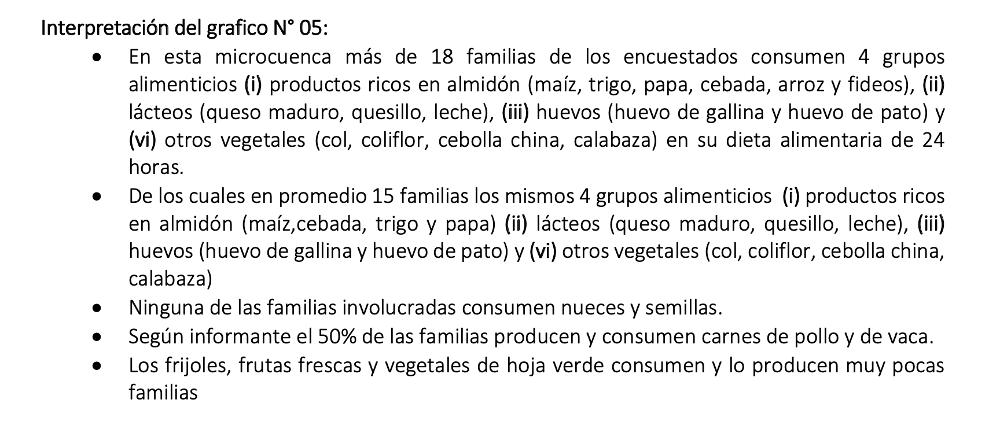 Interpretación del grafico N° 05:
• En esta microcuenca más de 18 familias de los encuestados consumen 4 grupos
alimenticios (i) productos ricos en almidón (maíz, trigo, papa, cebada, arroz y fideos), (ii)
lácteos (queso maduro, quesillo, leche), (iii) huevos (huevo de gallina y huevo de pato) y
(vi) otros vegetales (col, coliflor, cebolla china, calabaza) en su dieta alimentaria de 24
horas.
• De los cuales en promedio 15 familias los mismos 4 grupos alimenticios (i) productos ricos
en almidón (maíz,cebada, trigo y papa) (ii) lácteos (queso maduro, quesillo, leche), (iii)
huevos (huevo de gallina y huevo de pato) y (vi) otros vegetales (col, coliflor, cebolla china,
calabaza)
• Ninguna de las familias involucradas consumen nueces y semillas.
• Según informante el 50% de las familias producen y consumen carnes de pollo y de vaca.
• Los frijoles, frutas frescas y vegetales de hoja verde consumen y lo producen muy pocas
familias